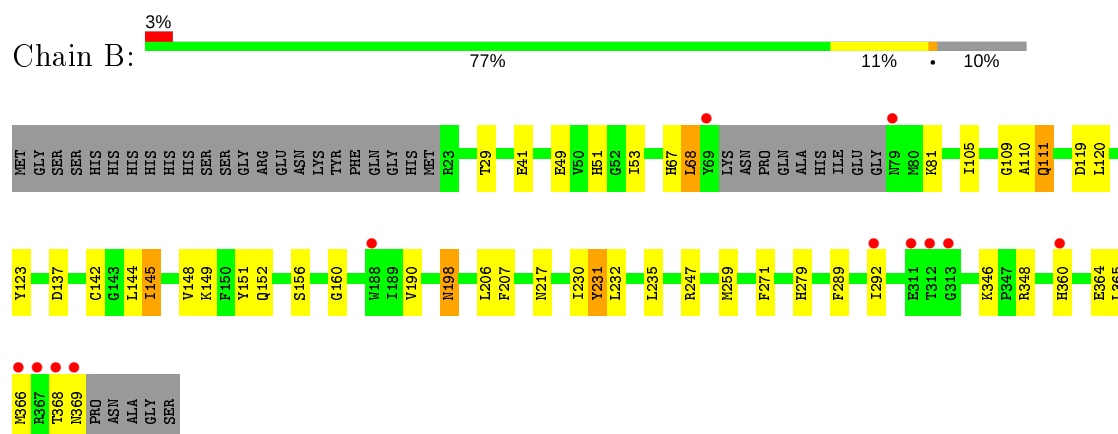 3%
Chain B:
77% 11% • 10%
MET GLY SER SER HIS HIS HIS HIS HIS HIS SER SER GLY ARG GLU ASN LYS TYR PHE GLN GLY HIS MET R23 T29 E41 E49 V50 H51 G52 I53 H67 L68 Y69 LYS ASN PRO GLN ALA HIS ILE GLU GLY N79 M80 K81 I105 G109 A110 Q111 D119 L120
Y123 D137 C142 G143 L144 I145 V148 K149 F150 Y151 Q152 S156 G160 W188 I189 V190 N198 L206 F207 N217 I230 Y231 L232 L235 R247 M259 F271 H279 F289 I292 E311 T312 G313 K346 P347 R348 H360 E364 L365
M366 R367 T368 N369 PRO ASN ALA GLY SER